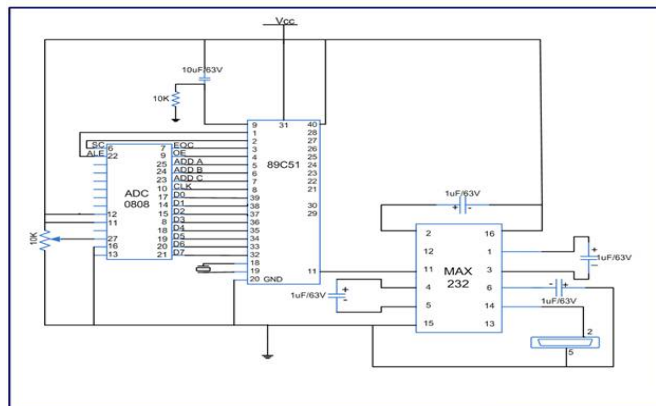 Vcc
10uF/63V
10K
SC
ALE
6
22
12
11
27
16
13
ADC
0808
7
9
25
24
23
10
17
14
15
8
18
19
20
21
EOC
OE
ADD A
ADD B
ADD C
CLK
D0
D1
D2
D3
D4
D5
D6
D7
10K
9
1
2
3
4
5
6
7
8
39
38
37
36
35
34
33
32
18
19
20 GND
31
89C51
40
28
27
26
25
24
23
22
21
30
29
11
1uF/63V
+ -
2
12
11
4
5
15
MAX
232
16
1
3
6
14
13
1uF/63V
+
-
+
-
1uF/63V
- +
1uF/63V
2
5